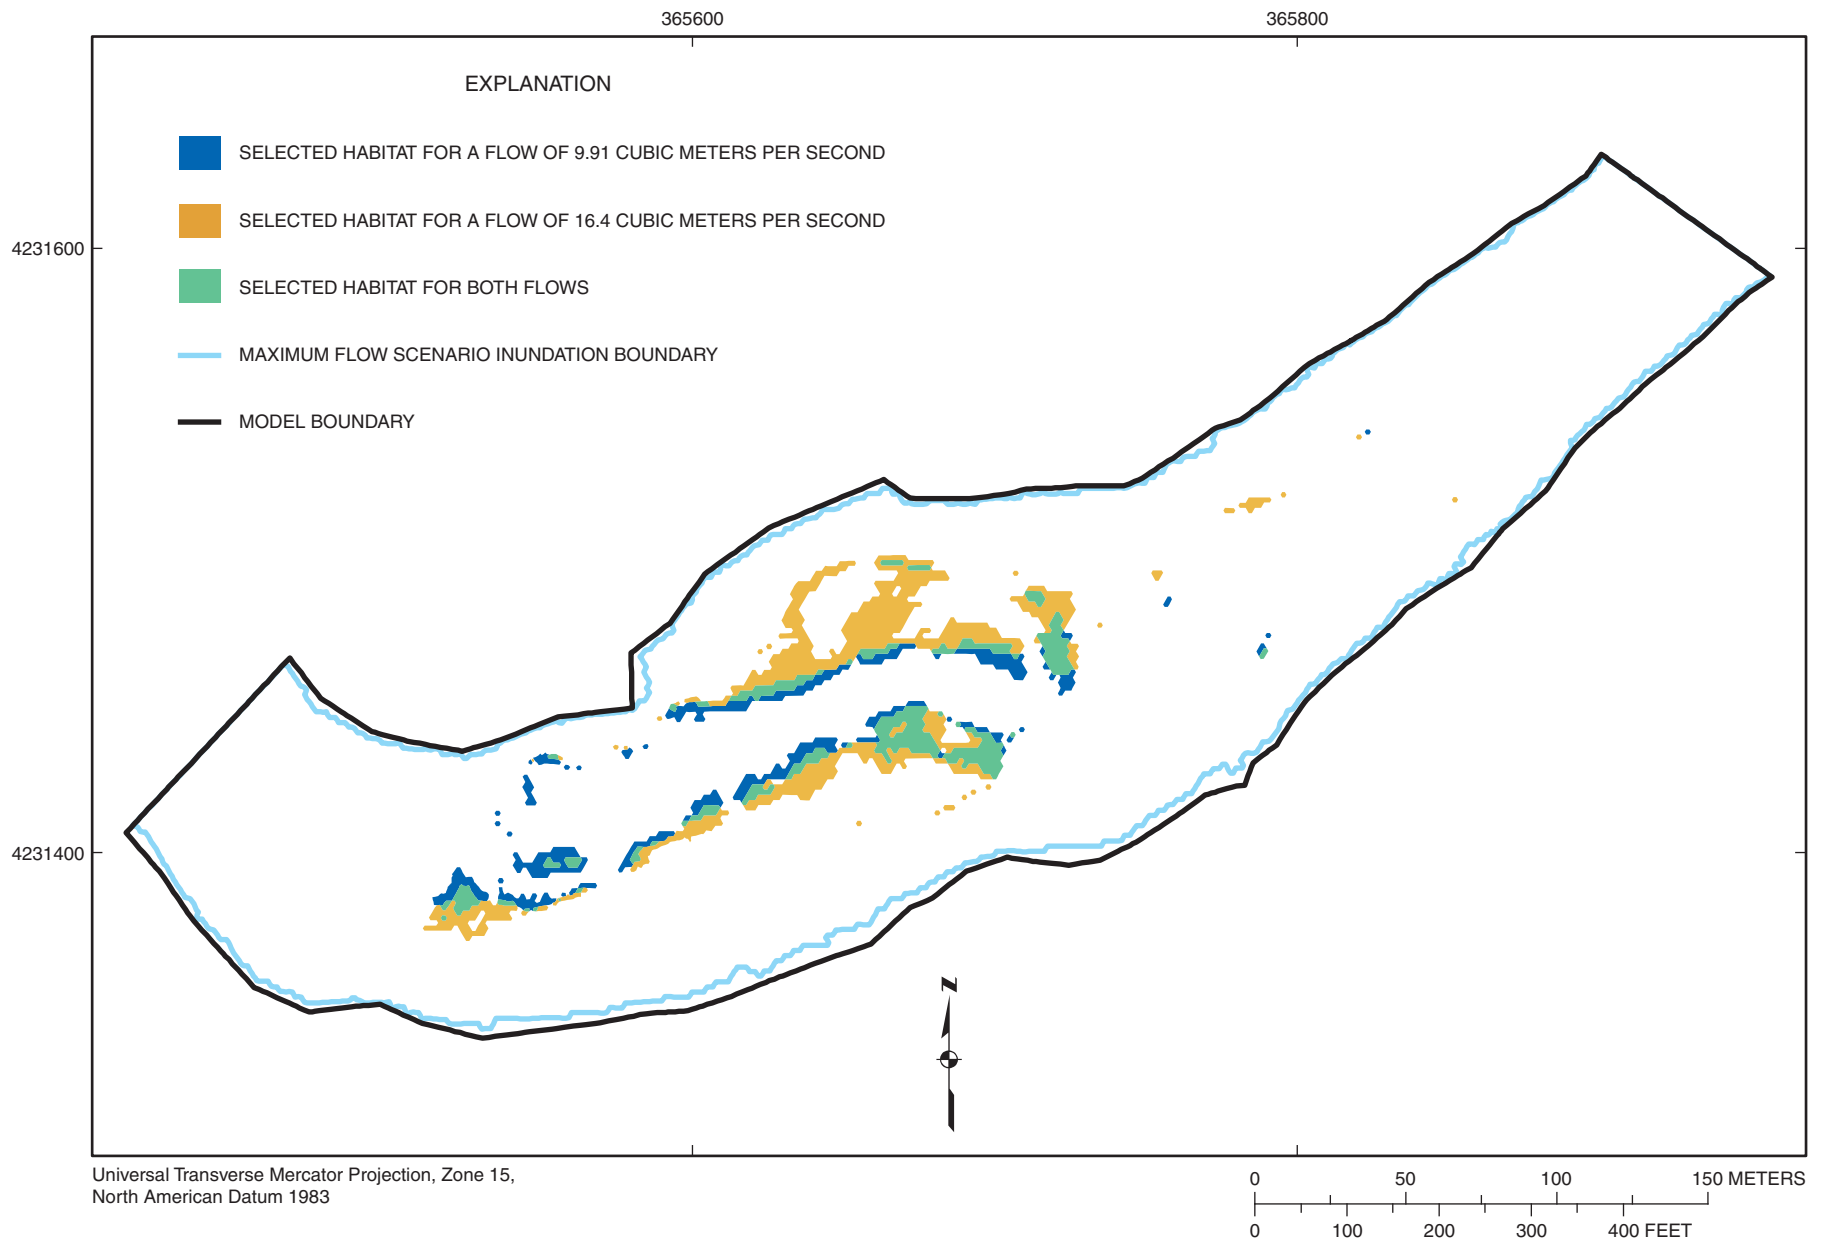 365600
365800
EXPLANATION
SELECTED HABITAT FOR A FLOW OF 9.91 CUBIC METERS PER SECOND
SELECTED HABITAT FOR A FLOW OF 16.4 CUBIC METERS PER SECOND
4231600
SELECTED HABITAT FOR BOTH FLOWS
MAXIMUM FLOW SCENARIO INUNDATION BOUNDARY
MODEL BOUNDARY
4231400
N
Universal Transverse Mercator Projection, Zone 15,
North American Datum 1983
0 50 100 150 METERS
0 100 200 300 400 FEET